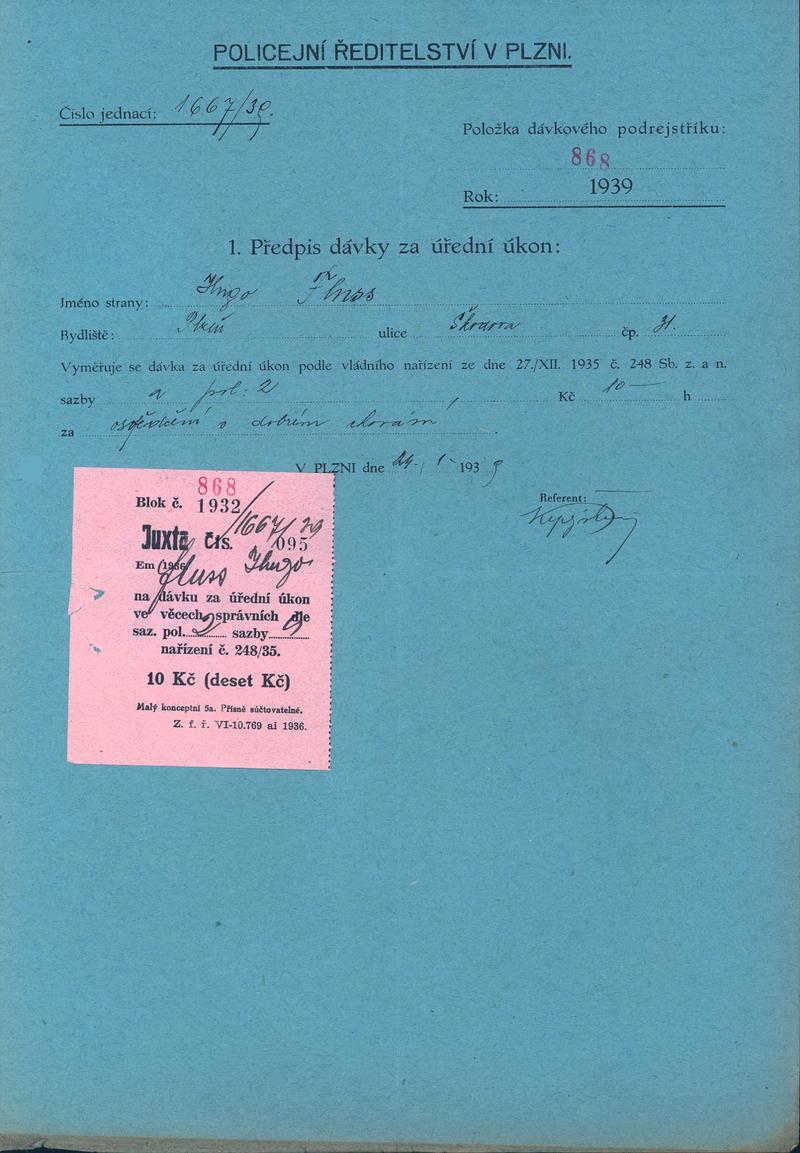 POLICEJNÍ ŘEDITELSTVÍ V PLZNI.
Číslo jednací: 1667/39.
Položka dávkového podrejstříku:
868
Rok: 1939
1. Předpis dávky za úřední úkon:
Jméno strany: Hugo Fluss
Bydliště: Plzeň ulice Škodova čp. 31.
Vyměřuje se dávka za úřední úkon podle vládního nařízení ze dne 27./XII. 1935 č. 248 Sb. z. a n.
sazby a pol. 2 Kč 10— h
za osvědčení o dobrém
V PLZNI dne 24. / 1. 1939
Referent:
868
Blok č. 1932/1667/39
Juxta čís. 095
Em (1936) Fluss Hugo
na dávku za úřední úkon
ve věcech správních dle
saz. pol. 2 sazby a
nařízení č. 248/35.
10 Kč (deset Kč)
Malý konceptní 5a. Přísně súčtovatelné.
Z. f. ř. VI-10.769 ai 1936.